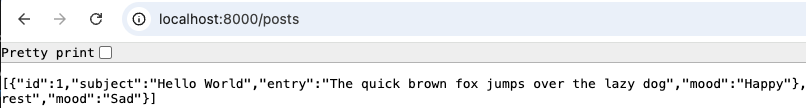 localhost:8000/posts
Pretty print
[{"id":1,"subject":"Hello World","entry":"The quick brown fox jumps over the lazy dog","mood":"Happy"},
rest","mood":"Sad"}]